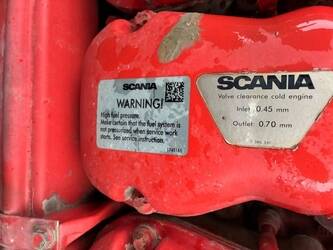 SCANIA
WARNING!
High fuel pressure.
Make certain that the fuel system is
not pressurized when service work
starts. See service instruction.
SCANIA
Valve clearance cold engine
Inlet: 0.45 mm
Outlet: 0.70 mm